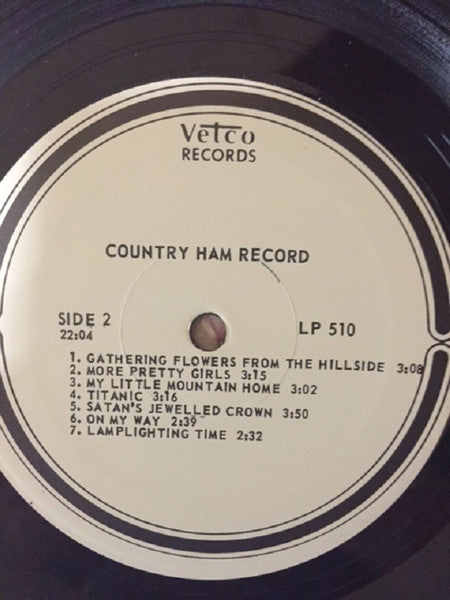 Vetco
RECORDS
COUNTRY HAM RECORD
SIDE 2
22:04
LP 510
1. GATHERING FLOWERS FROM THE HILLSIDE 3:08
2. MORE PRETTY GIRLS 3:15
3. MY LITTLE MOUNTAIN HOME 3:02
4. TITANIC 3:16
5. SATAN'S JEWELLED CROWN 3:50
6. ON MY WAY 2:39
7. LAMPLIGHTING TIME 2:32